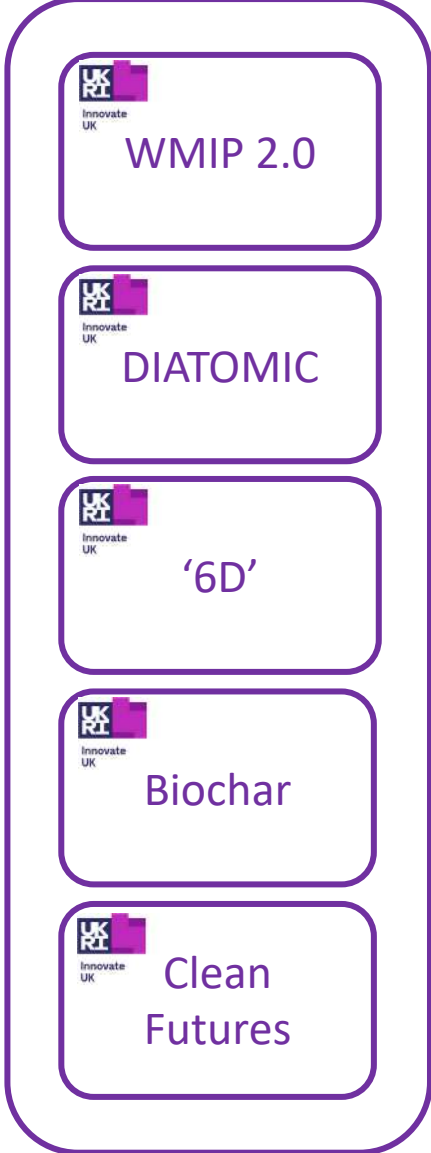 UK
RI
Innovate
UK
WMIP 2.0
UK
RI
Innovate
UK
DIATOMIC
UK
RI
Innovate
UK
‘6D’
UK
RI
Innovate
UK
Biochar
UK
RI
Innovate
UK
Clean
Futures